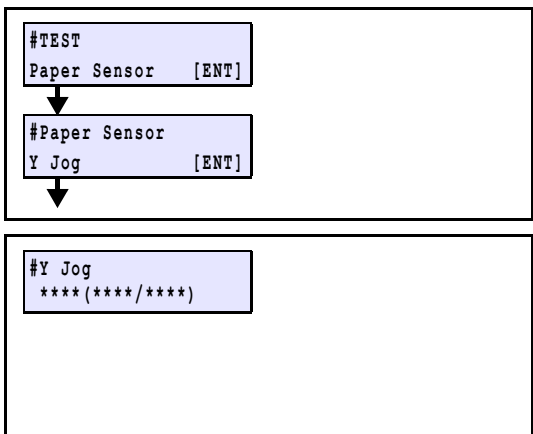 #TEST
Paper Sensor [ENT]
#Paper Sensor
Y Jog [ENT]
#Y Jog
****(****/****)